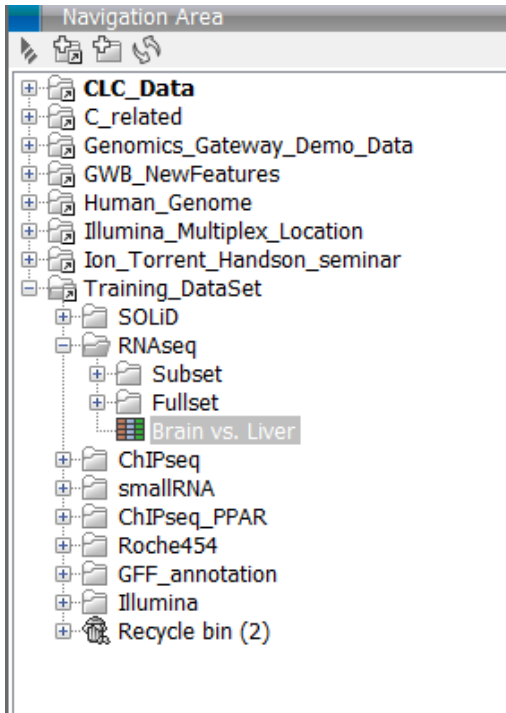 Navigation Area
CLC_Data
C_related
Genomics_Gateway_Demo_Data
GWB_NewFeatures
Human_Genome
Illumina_Multiplex_Location
Ion_Torrent_Handson_seminar
Training_DataSet
SOLiD
RNAseq
Subset
Fullset
Brain vs. Liver
ChIPseq
smallRNA
ChIPseq_PPAR
Roche454
GFF_annotation
Illumina
Recycle bin (2)